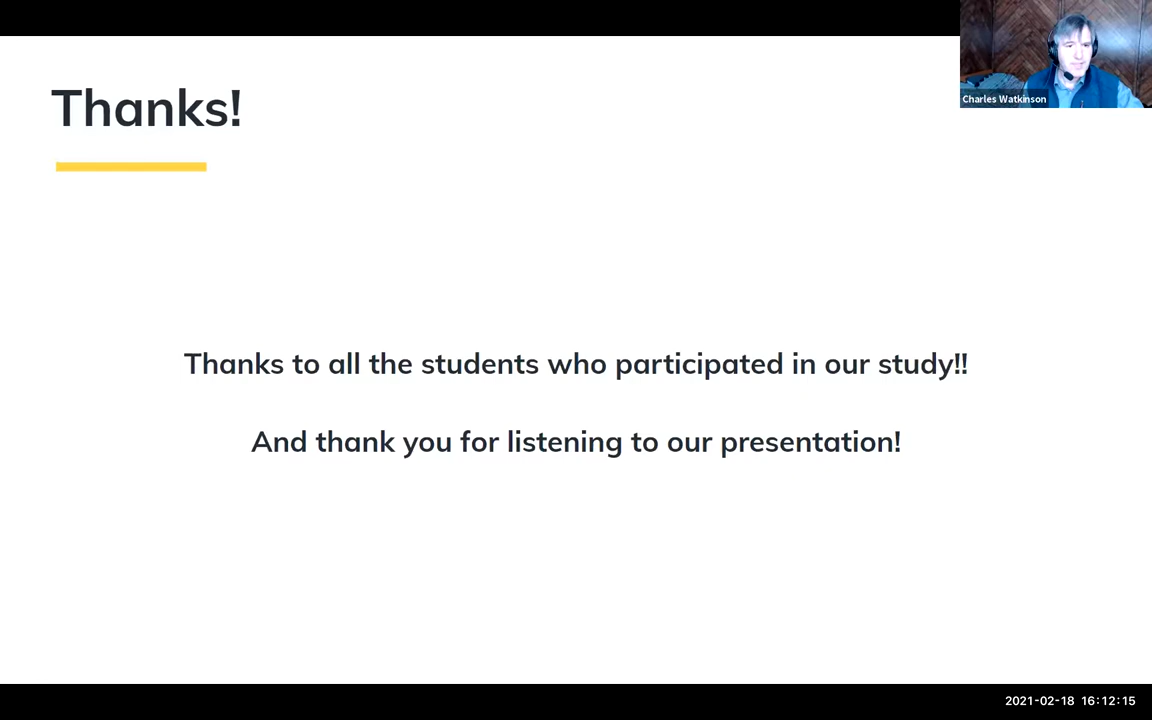 Thanks!
Charles Watkinson
Thanks to all the students who participated in our study!!
And thank you for listening to our presentation!
2021-02-18 16:12:15